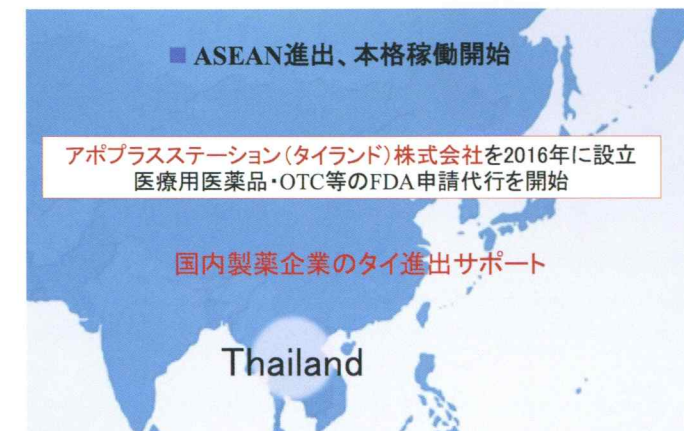 ■ ASEAN進出、本格稼働開始
アポプラスステーション(タイランド)株式会社を2016年に設立
医療用医薬品・OTC等のFDA申請代行を開始
国内製薬企業のタイ進出サポート
Thailand